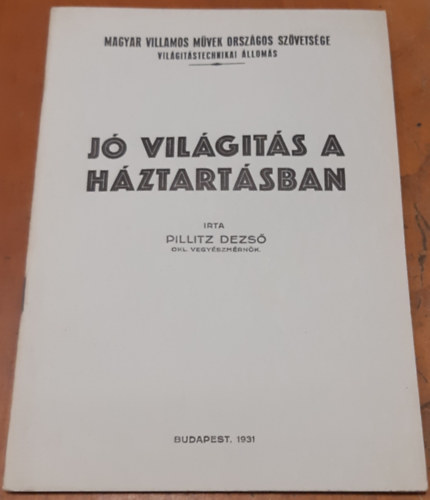 MAGYAR VILLAMOS MŰVEK ORSZÁGOS SZÖVETSÉGE
VILÁGITÁSTECHNIKAI ÁLLOMÁS
JÓ VILÁGITÁS A
HÁZTARTÁSBAN
IRTA
PILLITZ DEZSŐ
OKL. VEGYÉSZMÉRNÖK.
BUDAPEST, 1931